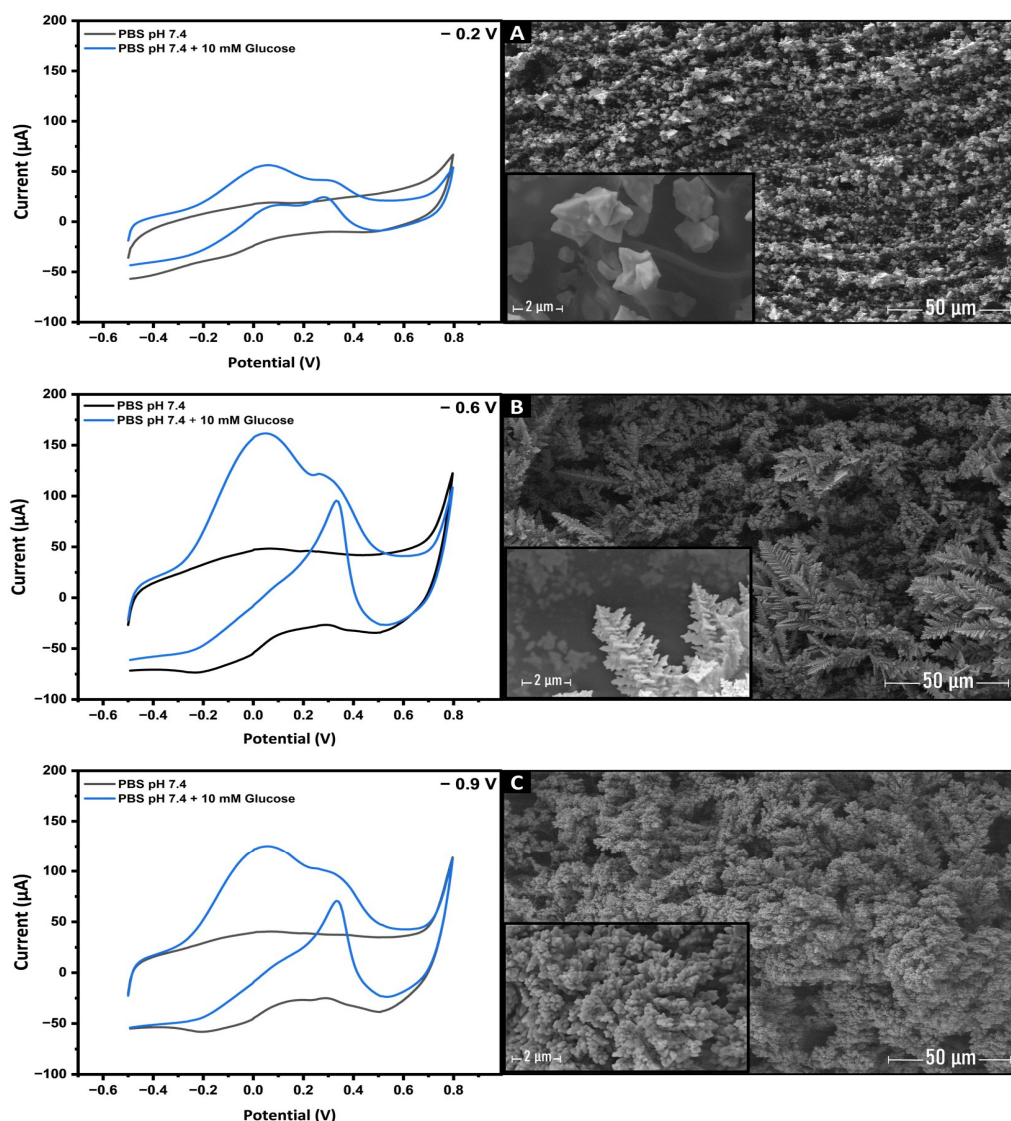 200
150
100
50
0
−50
−100
Current (µA)
PBS pH 7.4
PBS pH 7.4 + 10 mM Glucose
− 0.2 V
−0.6 −0.4 −0.2 0.0 0.2 0.4 0.6 0.8
Potential (V)
A
2 µm
50 µm
200
150
100
50
0
−50
−100
Current (µA)
PBS pH 7.4
PBS pH 7.4 + 10 mM Glucose
− 0.6 V
−0.6 −0.4 −0.2 0.0 0.2 0.4 0.6 0.8
Potential (V)
B
2 µm
50 µm
200
150
100
50
0
−50
−100
Current (µA)
PBS pH 7.4
PBS pH 7.4 + 10 mM Glucose
− 0.9 V
−0.6 −0.4 −0.2 0.0 0.2 0.4 0.6 0.8
Potential (V)
C
2 µm
50 µm